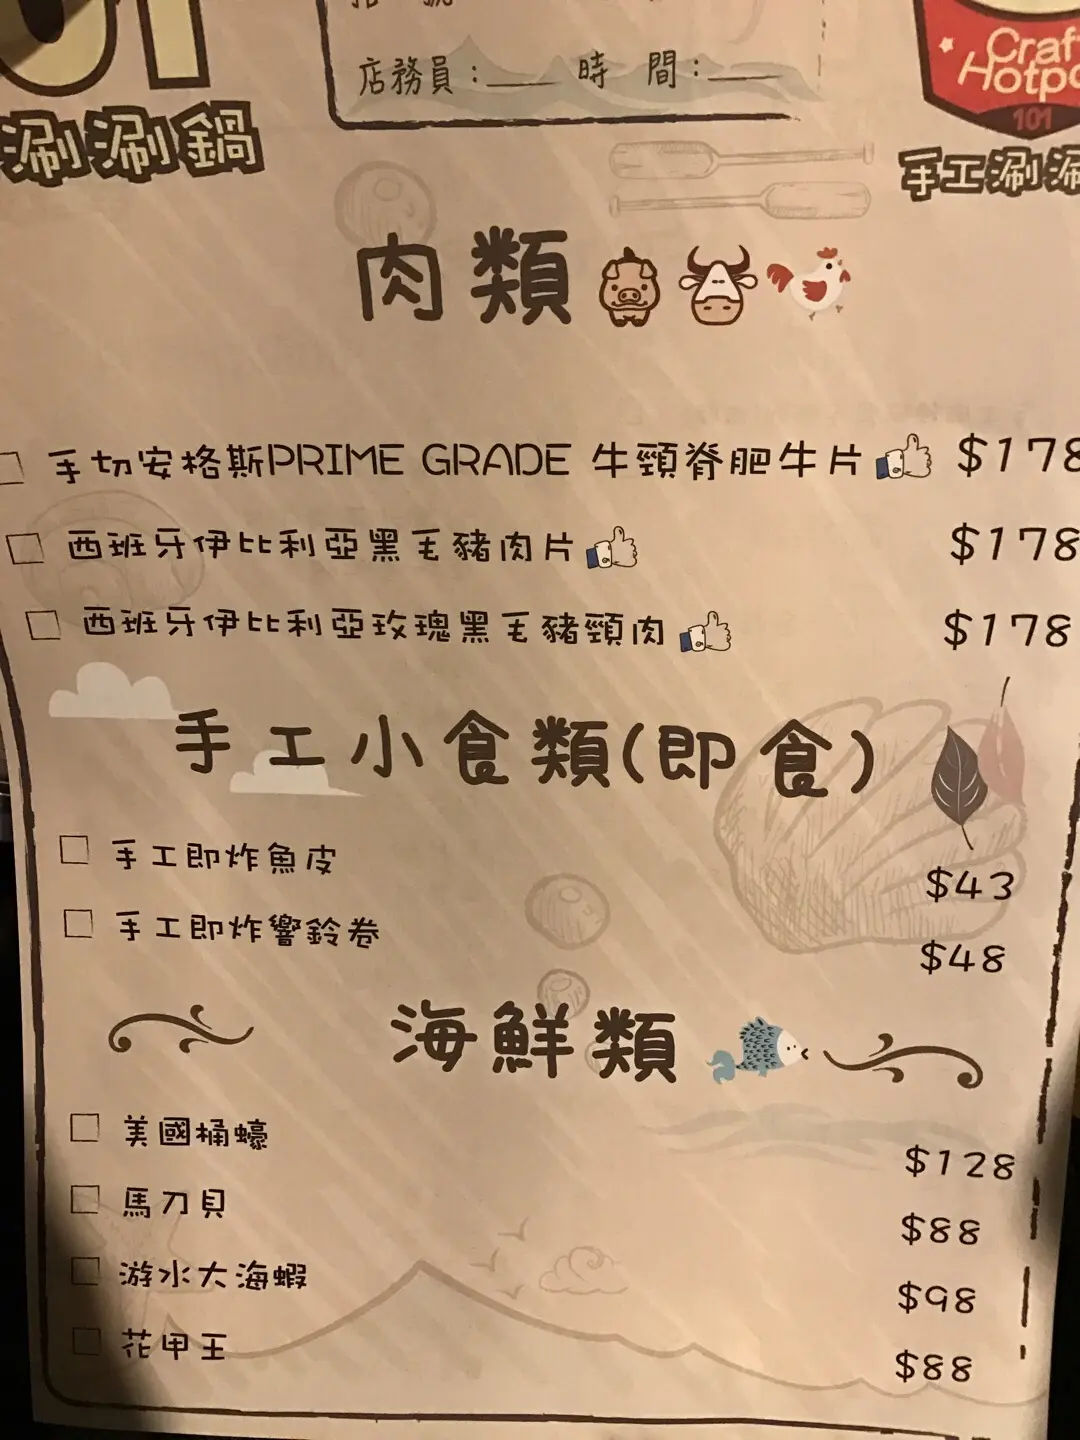 店務員：____ 時 間：____
涮涮鍋
Hotpo
101
手工涮涮
肉類
手切安格斯PRIME GRADE 牛頸脊肥牛片 $178
西班牙伊比利亞黑毛豬肉片 $178
西班牙伊比利亞玫瑰黑毛豬頸肉 $178
手工小食類(即食)
手工即炸魚皮 $43
手工即炸響鈴卷 $48
海鮮類
美國桶蠔 $128
馬刀貝 $88
游水大海蝦 $98
花甲王 $88